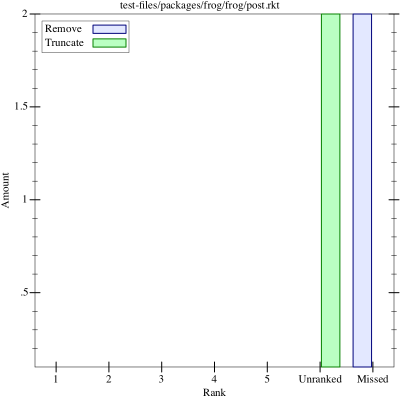 test-files/packages/frog/frog/post.rkt
2
Remove
Truncate
1.5
Amount
1
.5
1 2 3 4 5 Unranked Missed
Rank